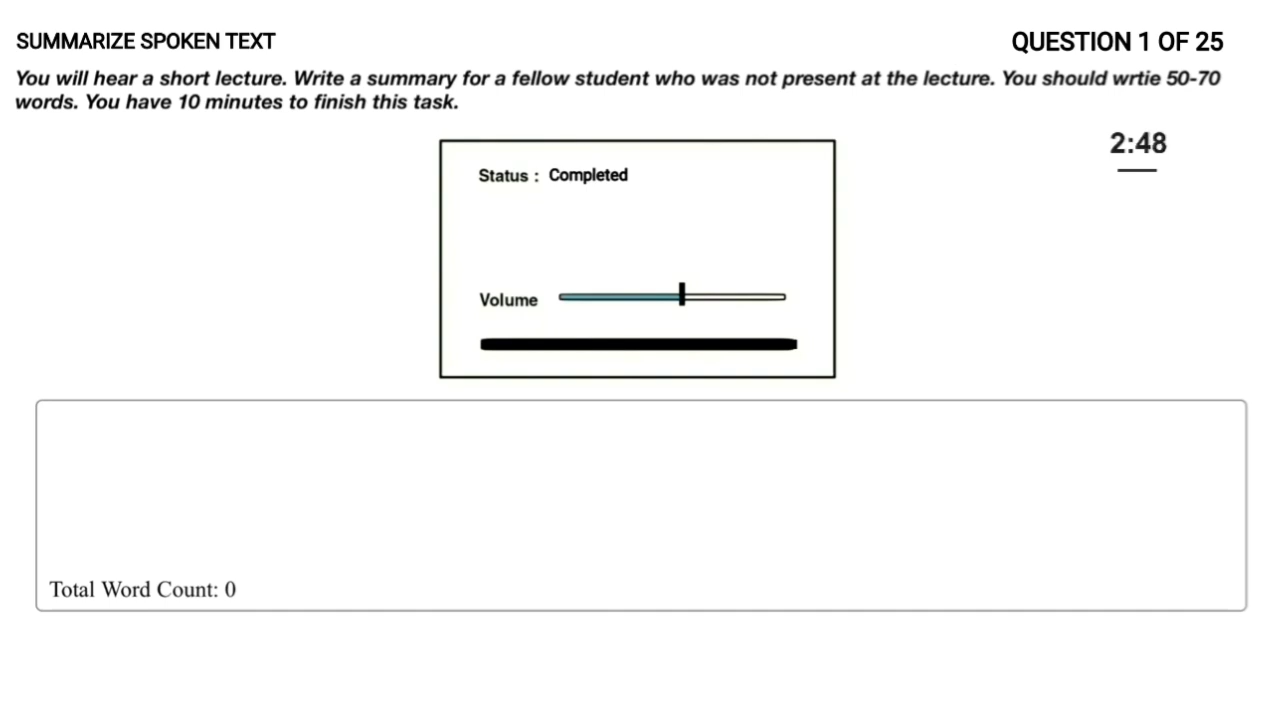 SUMMARIZE SPOKEN TEXT
QUESTION 1 OF 25
You will hear a short lecture. Write a summary for a fellow student who was not present at the lecture. You should wrtie 50-70
words. You have 10 minutes to finish this task.
2:48
Status : Completed
Volume
Total Word Count: 0